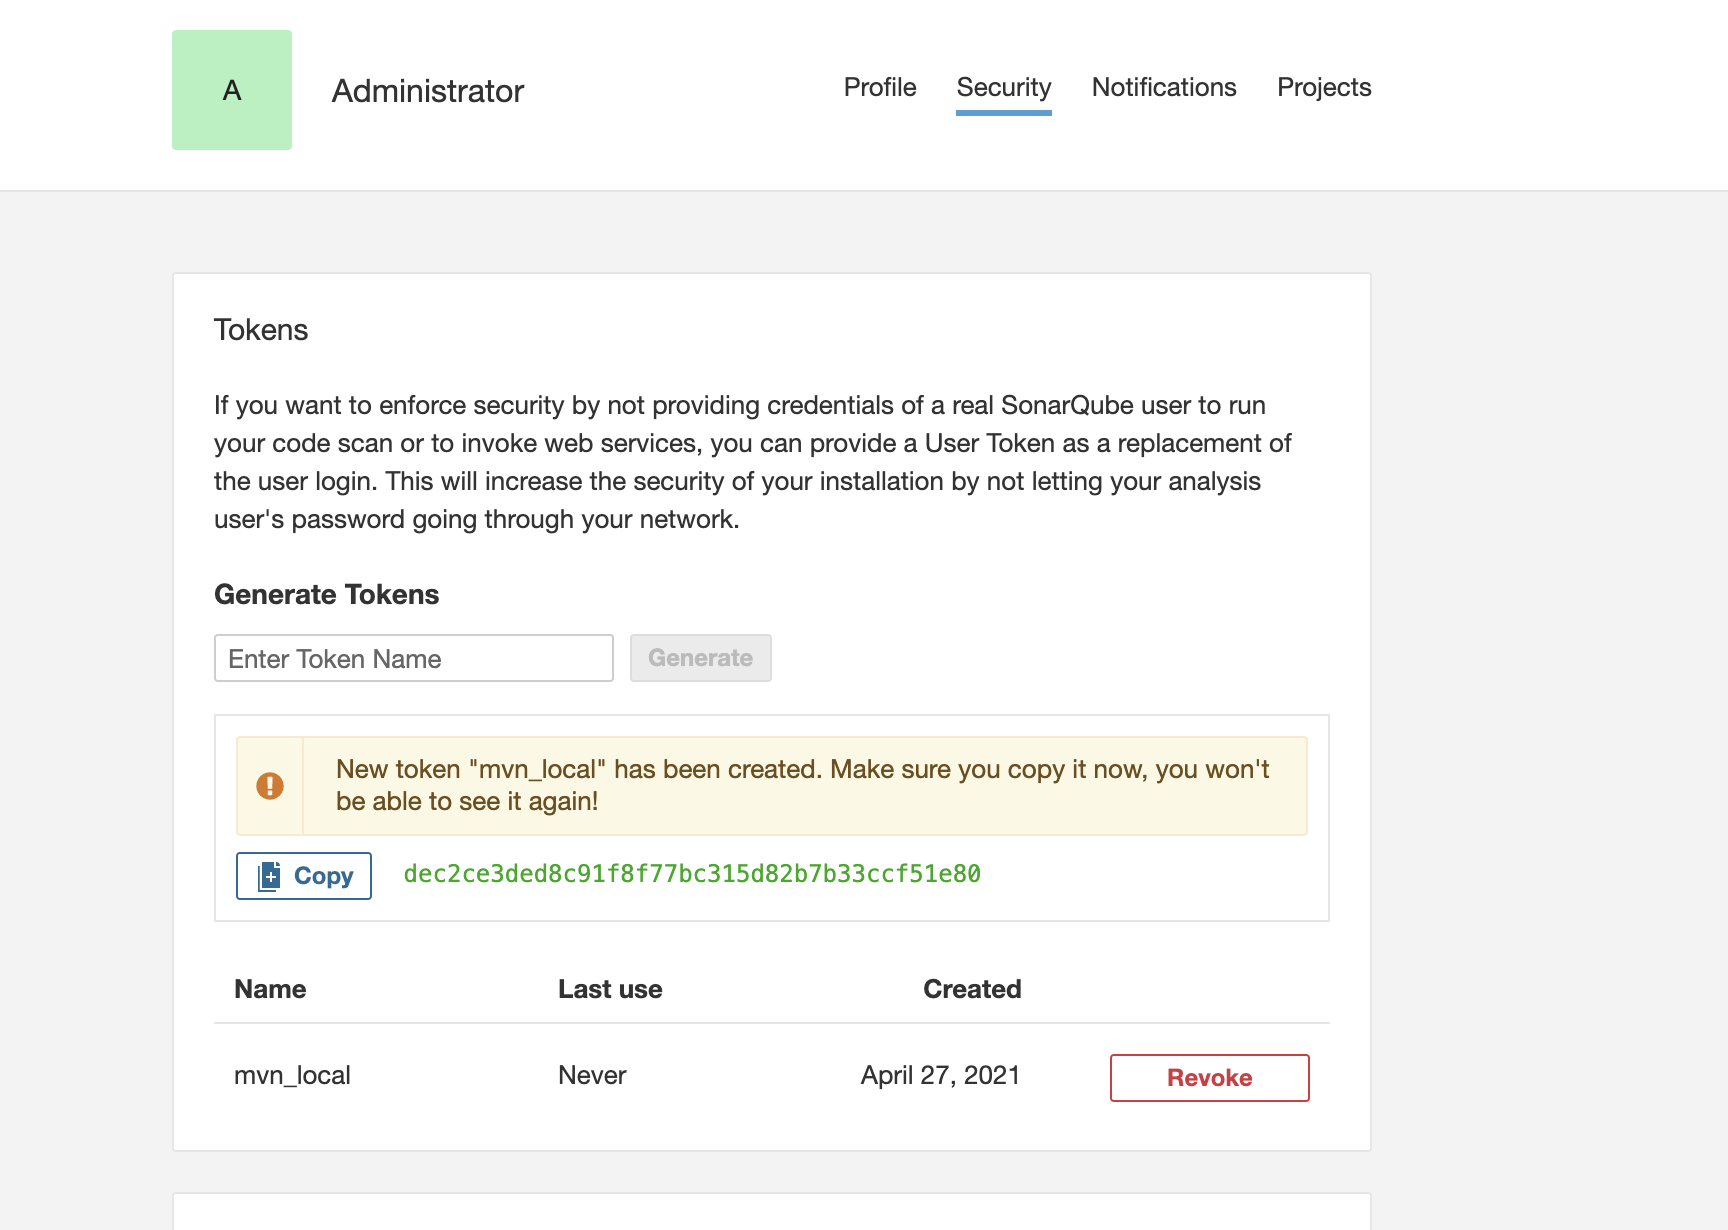 A
Administrator
Profile Security Notifications Projects
Tokens
If you want to enforce security by not providing credentials of a real SonarQube user to run
your code scan or to invoke web services, you can provide a User Token as a replacement of
the user login. This will increase the security of your installation by not letting your analysis
user's password going through your network.
Generate Tokens
Enter Token Name Generate
New token "mvn_local" has been created. Make sure you copy it now, you won't
be able to see it again!
Copy dec2ce3ded8c91f8f77bc315d82b7b33ccf51e80
Name Last use Created
mvn_local Never April 27, 2021 Revoke